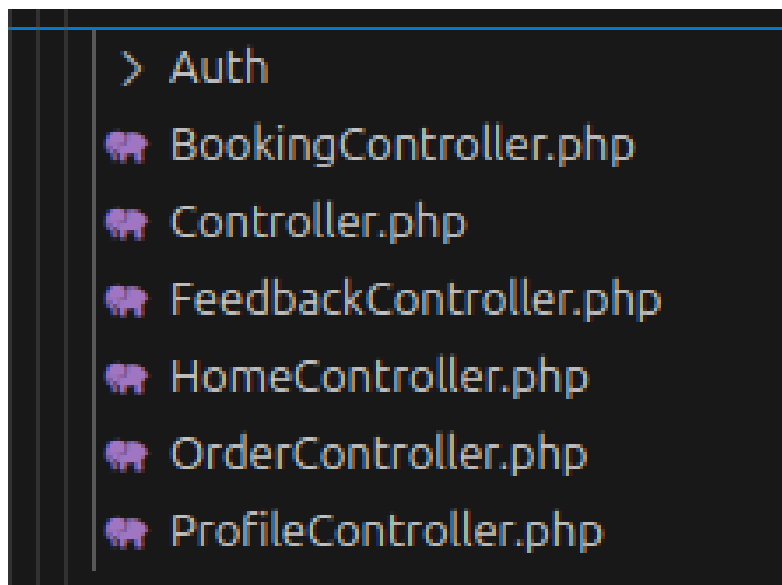 Auth
BookingController.php
Controller.php
FeedbackController.php
HomeController.php
OrderController.php
ProfileController.php